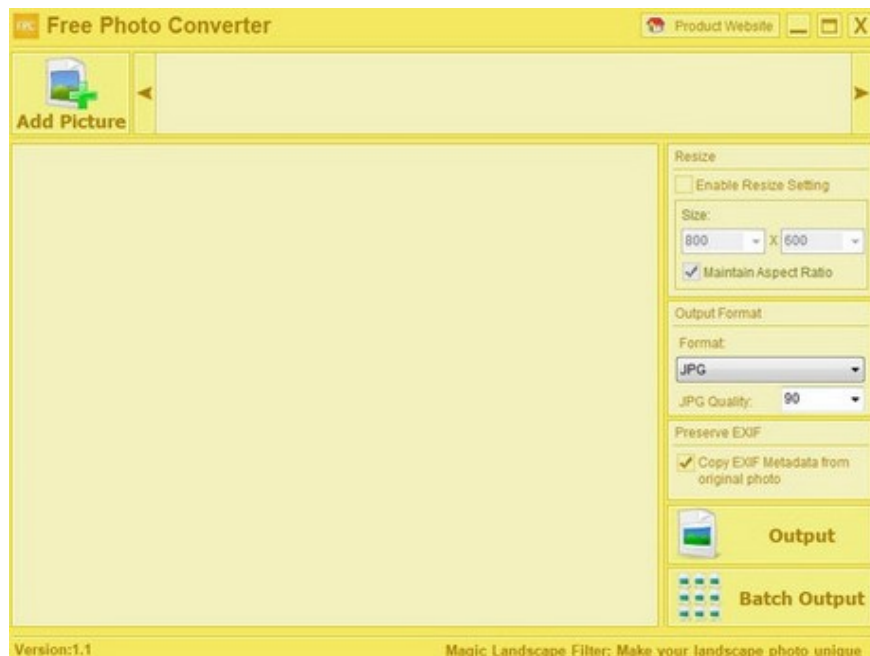 FPC Free Photo Converter
Product Website
X
Add Picture
Resize
Enable Resize Setting
Size:
800 X 600
Maintain Aspect Ratio
Output Format
Format:
JPG
JPG Quality: 90
Preserve EXIF
Copy EXIF Metadata from
original photo
Output
Batch Output
Version:1.1 Magic Landscape Filter: Make your landscape photo unique